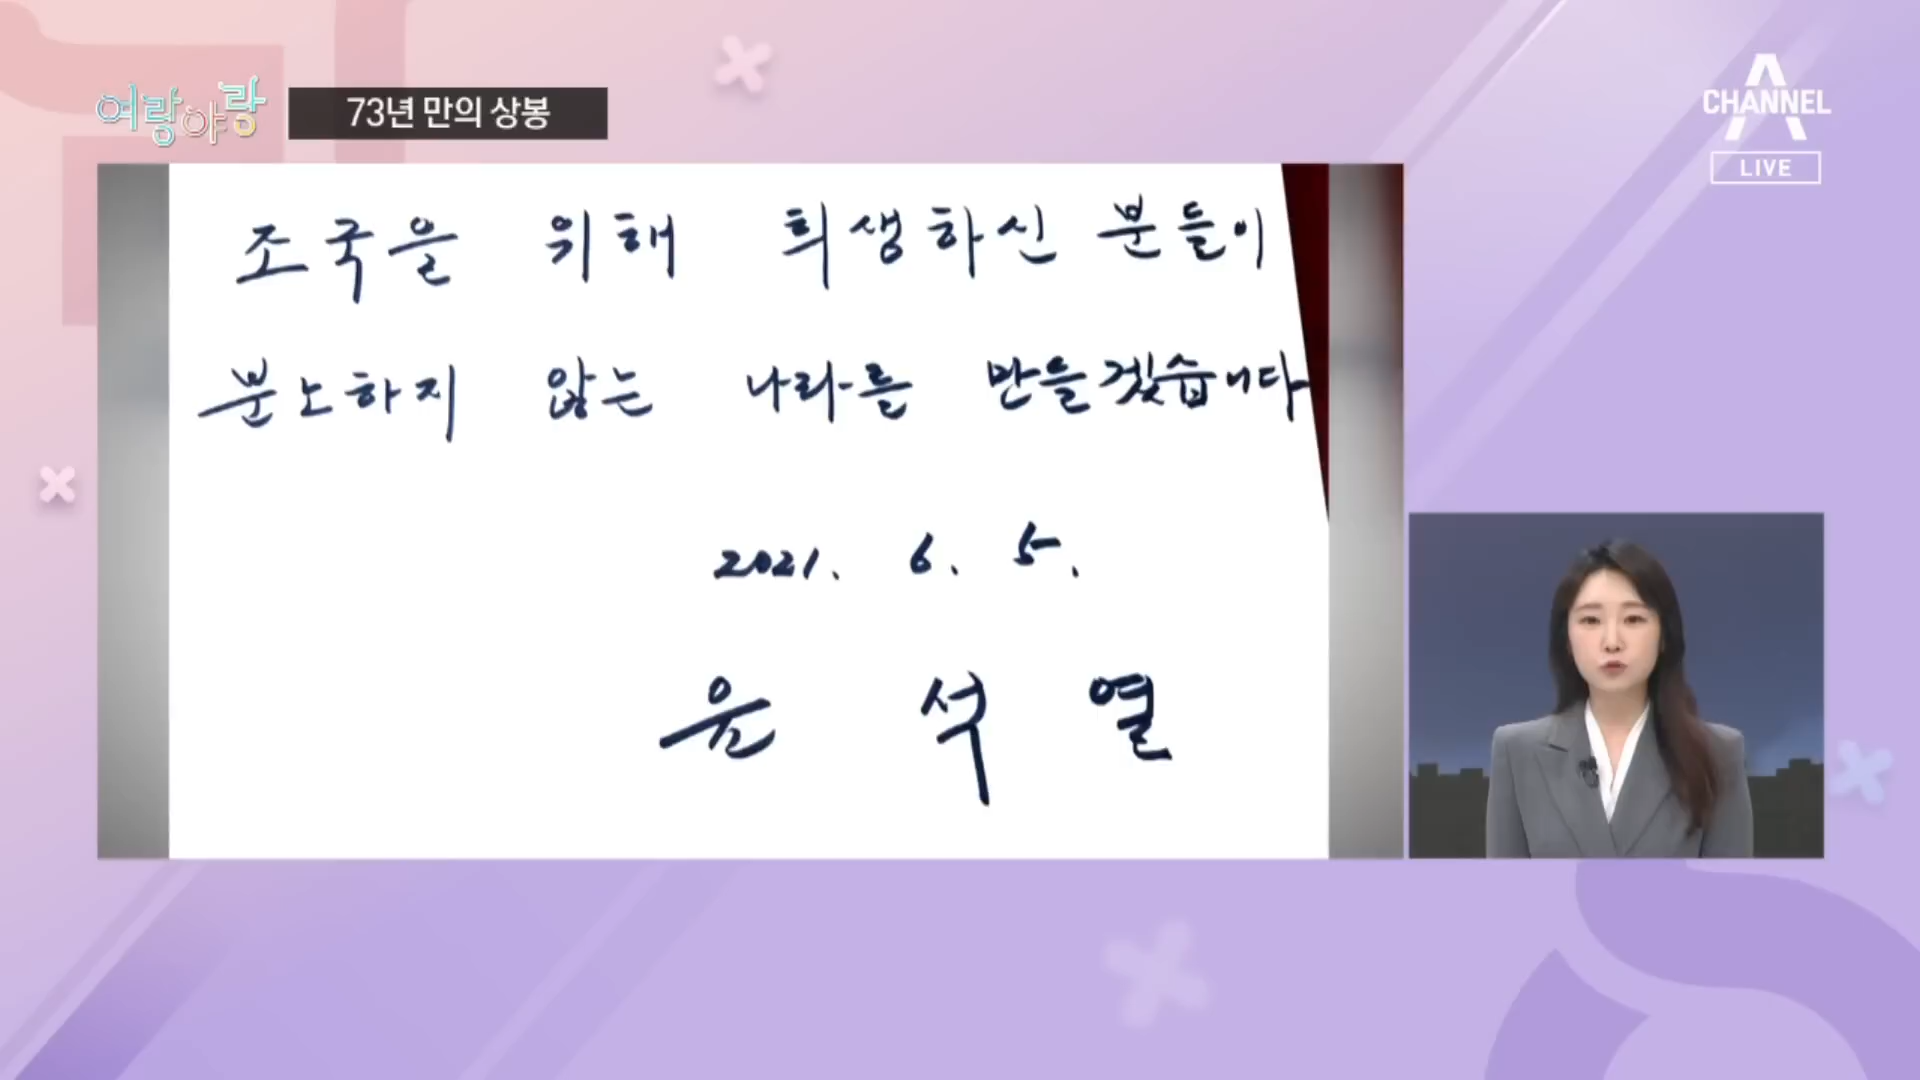 여랑야랑
73년 만의 상봉
CHANNEL A
LIVE
조국을 위해 희생하신 분들이
분노하지 않는 나라를 만들겠습니다
2021. 6. 5.
윤 석 열